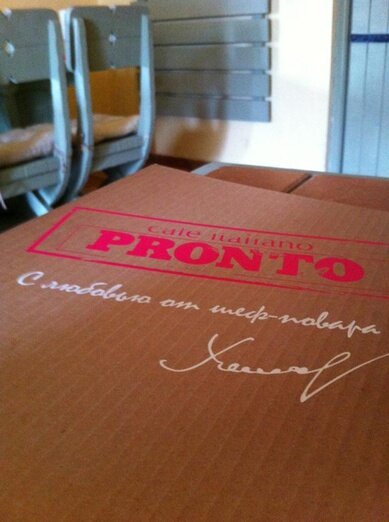 cafe italiano
PRONTO
С любовью от шеф-повара